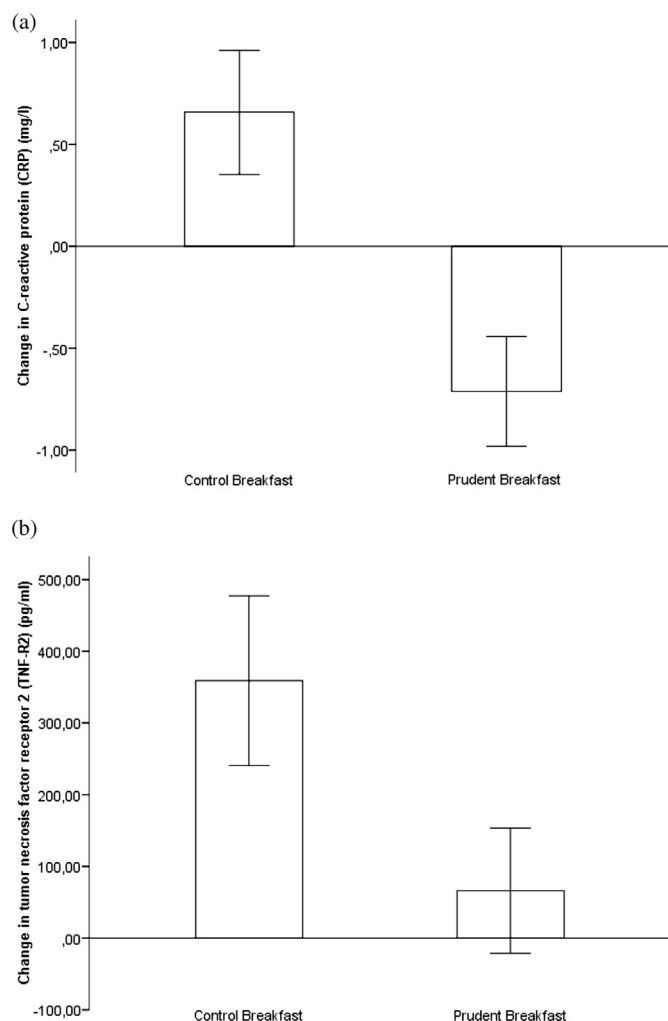 (a)
Change in C-reactive protein (CRP) (mg/l)
1,00
,50
,00
-,50
-1,00
Control Breakfast Prudent Breakfast
(b)
Change in tumor necrosis factor receptor 2 (TNF-R2) (pg/ml)
500,00
400,00
300,00
200,00
100,00
,00
-100,00
Control Breakfast Prudent Breakfast